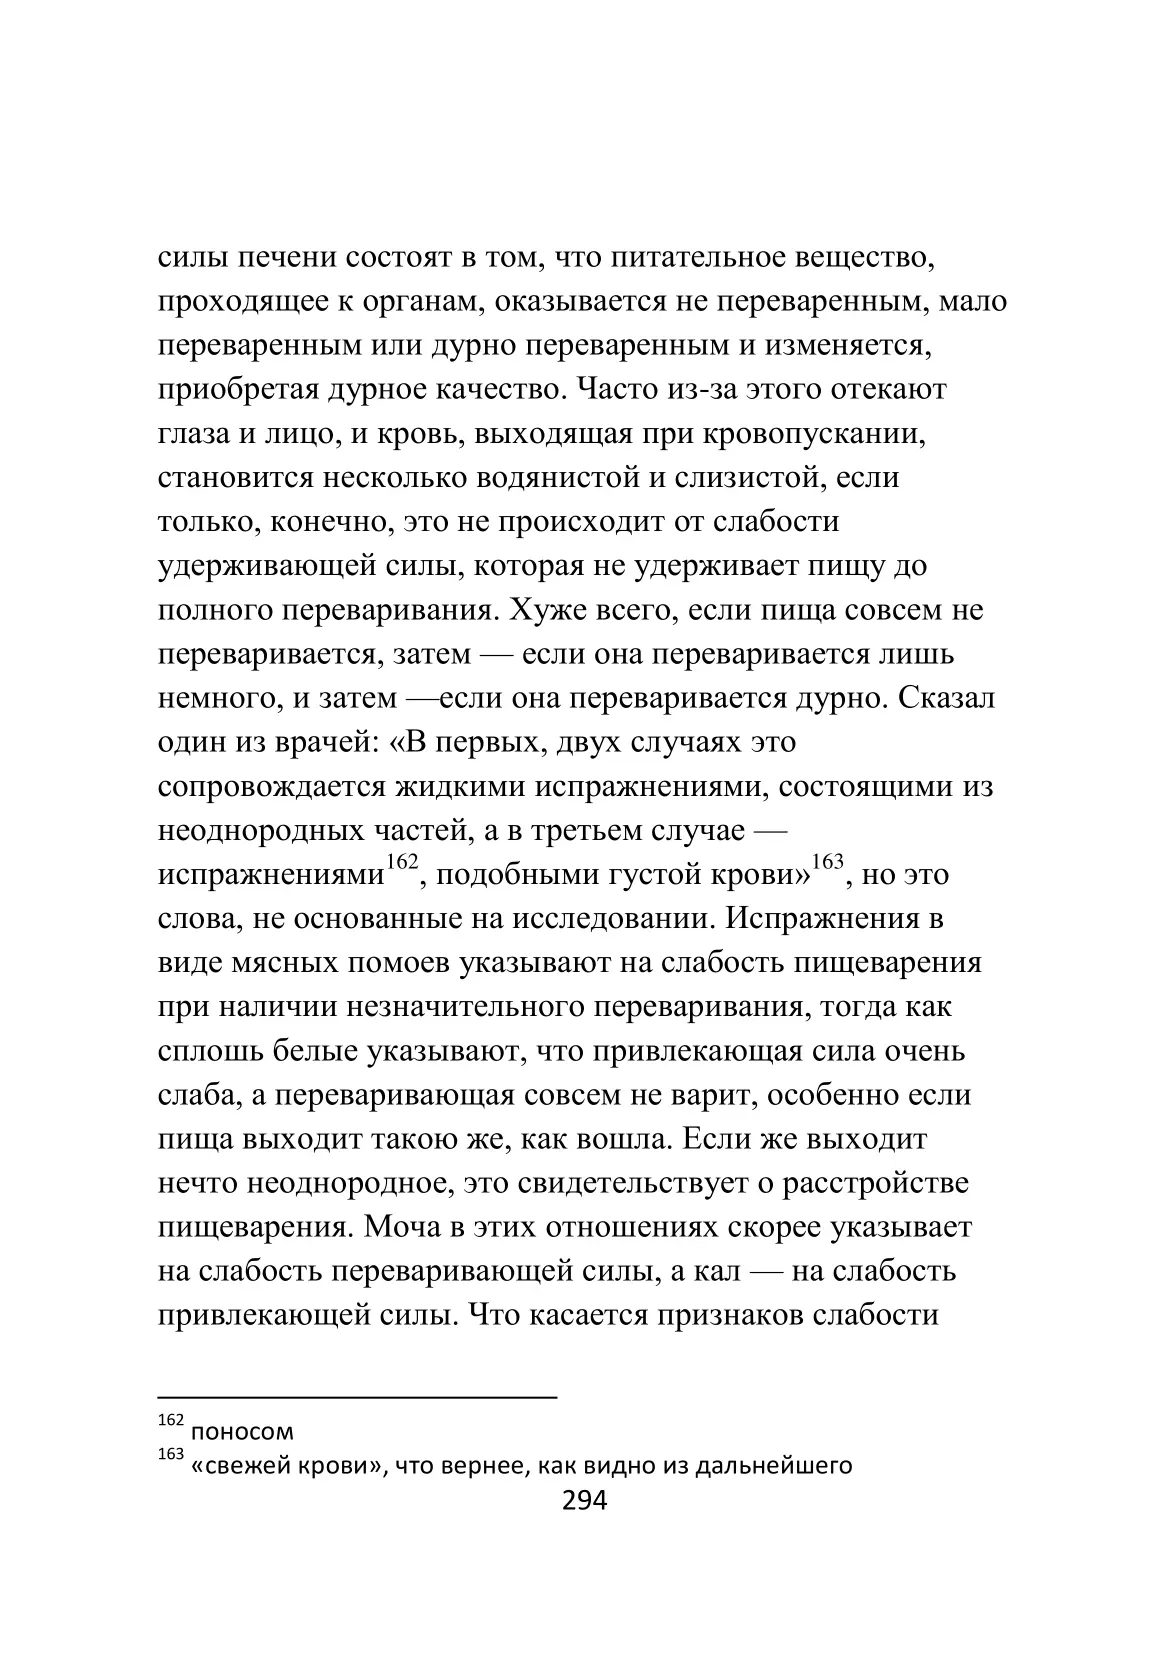 силы печени состоят в том, что питательное вещество,
проходящее к органам, оказывается не переваренным, мало
переваренным или дурно переваренным и изменяется,
приобретая дурное качество. Часто из-за этого отекают
глаза и лицо, и кровь, выходящая при кровопускании,
становится несколько водянистой и слизистой, если
только, конечно, это не происходит от слабости
удерживающей силы, которая не удерживает пищу до
полного переваривания. Хуже всего, если пища совсем не
переваривается, затем — если она переваривается лишь
немного, и затем —если она переваривается дурно. Сказал
один из врачей: «В первых, двух случаях это
сопровождается жидкими испражнениями, состоящими из
неоднородных частей, а в третьем случае —
испражнениями162, подобными густой крови»163, но это
слова, не основанные на исследовании. Испражнения в
виде мясных помоев указывают на слабость пищеварения
при наличии незначительного переваривания, тогда как
сплошь белые указывают, что привлекающая сила очень
слаба, а переваривающая совсем не варит, особенно если
пища выходит такою же, как вошла. Если же выходит
нечто неоднородное, это свидетельствует о расстройстве
пищеварения. Моча в этих отношениях скорее указывает
на слабость переваривающей силы, а кал — на слабость
привлекающей силы. Что касается признаков слабости
162 поносом
163 «свежей крови», что вернее, как видно из дальнейшего
294